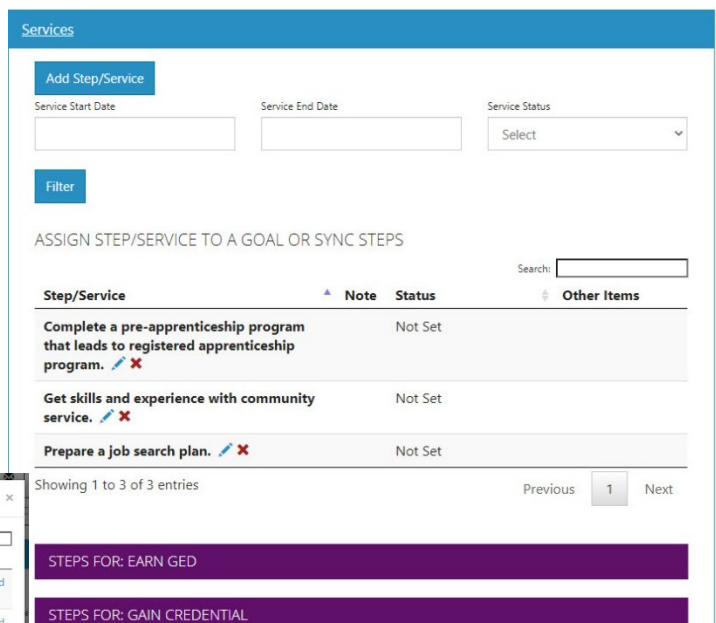 Services
Add Step/Service
Service Start Date Service End Date Service Status
Select
Filter
ASSIGN STEP/SERVICE TO A GOAL OR SYNC STEPS
Search:
Step/Service Note Status Other Items
Complete a pre-apprenticeship program Not Set
that leads to registered apprenticeship
program.
Get skills and experience with community Not Set
service.
Prepare a job search plan. Not Set
Showing 1 to 3 of 3 entries
Previous 1 Next
STEPS FOR: EARN GED
STEPS FOR: GAIN CREDENTIAL